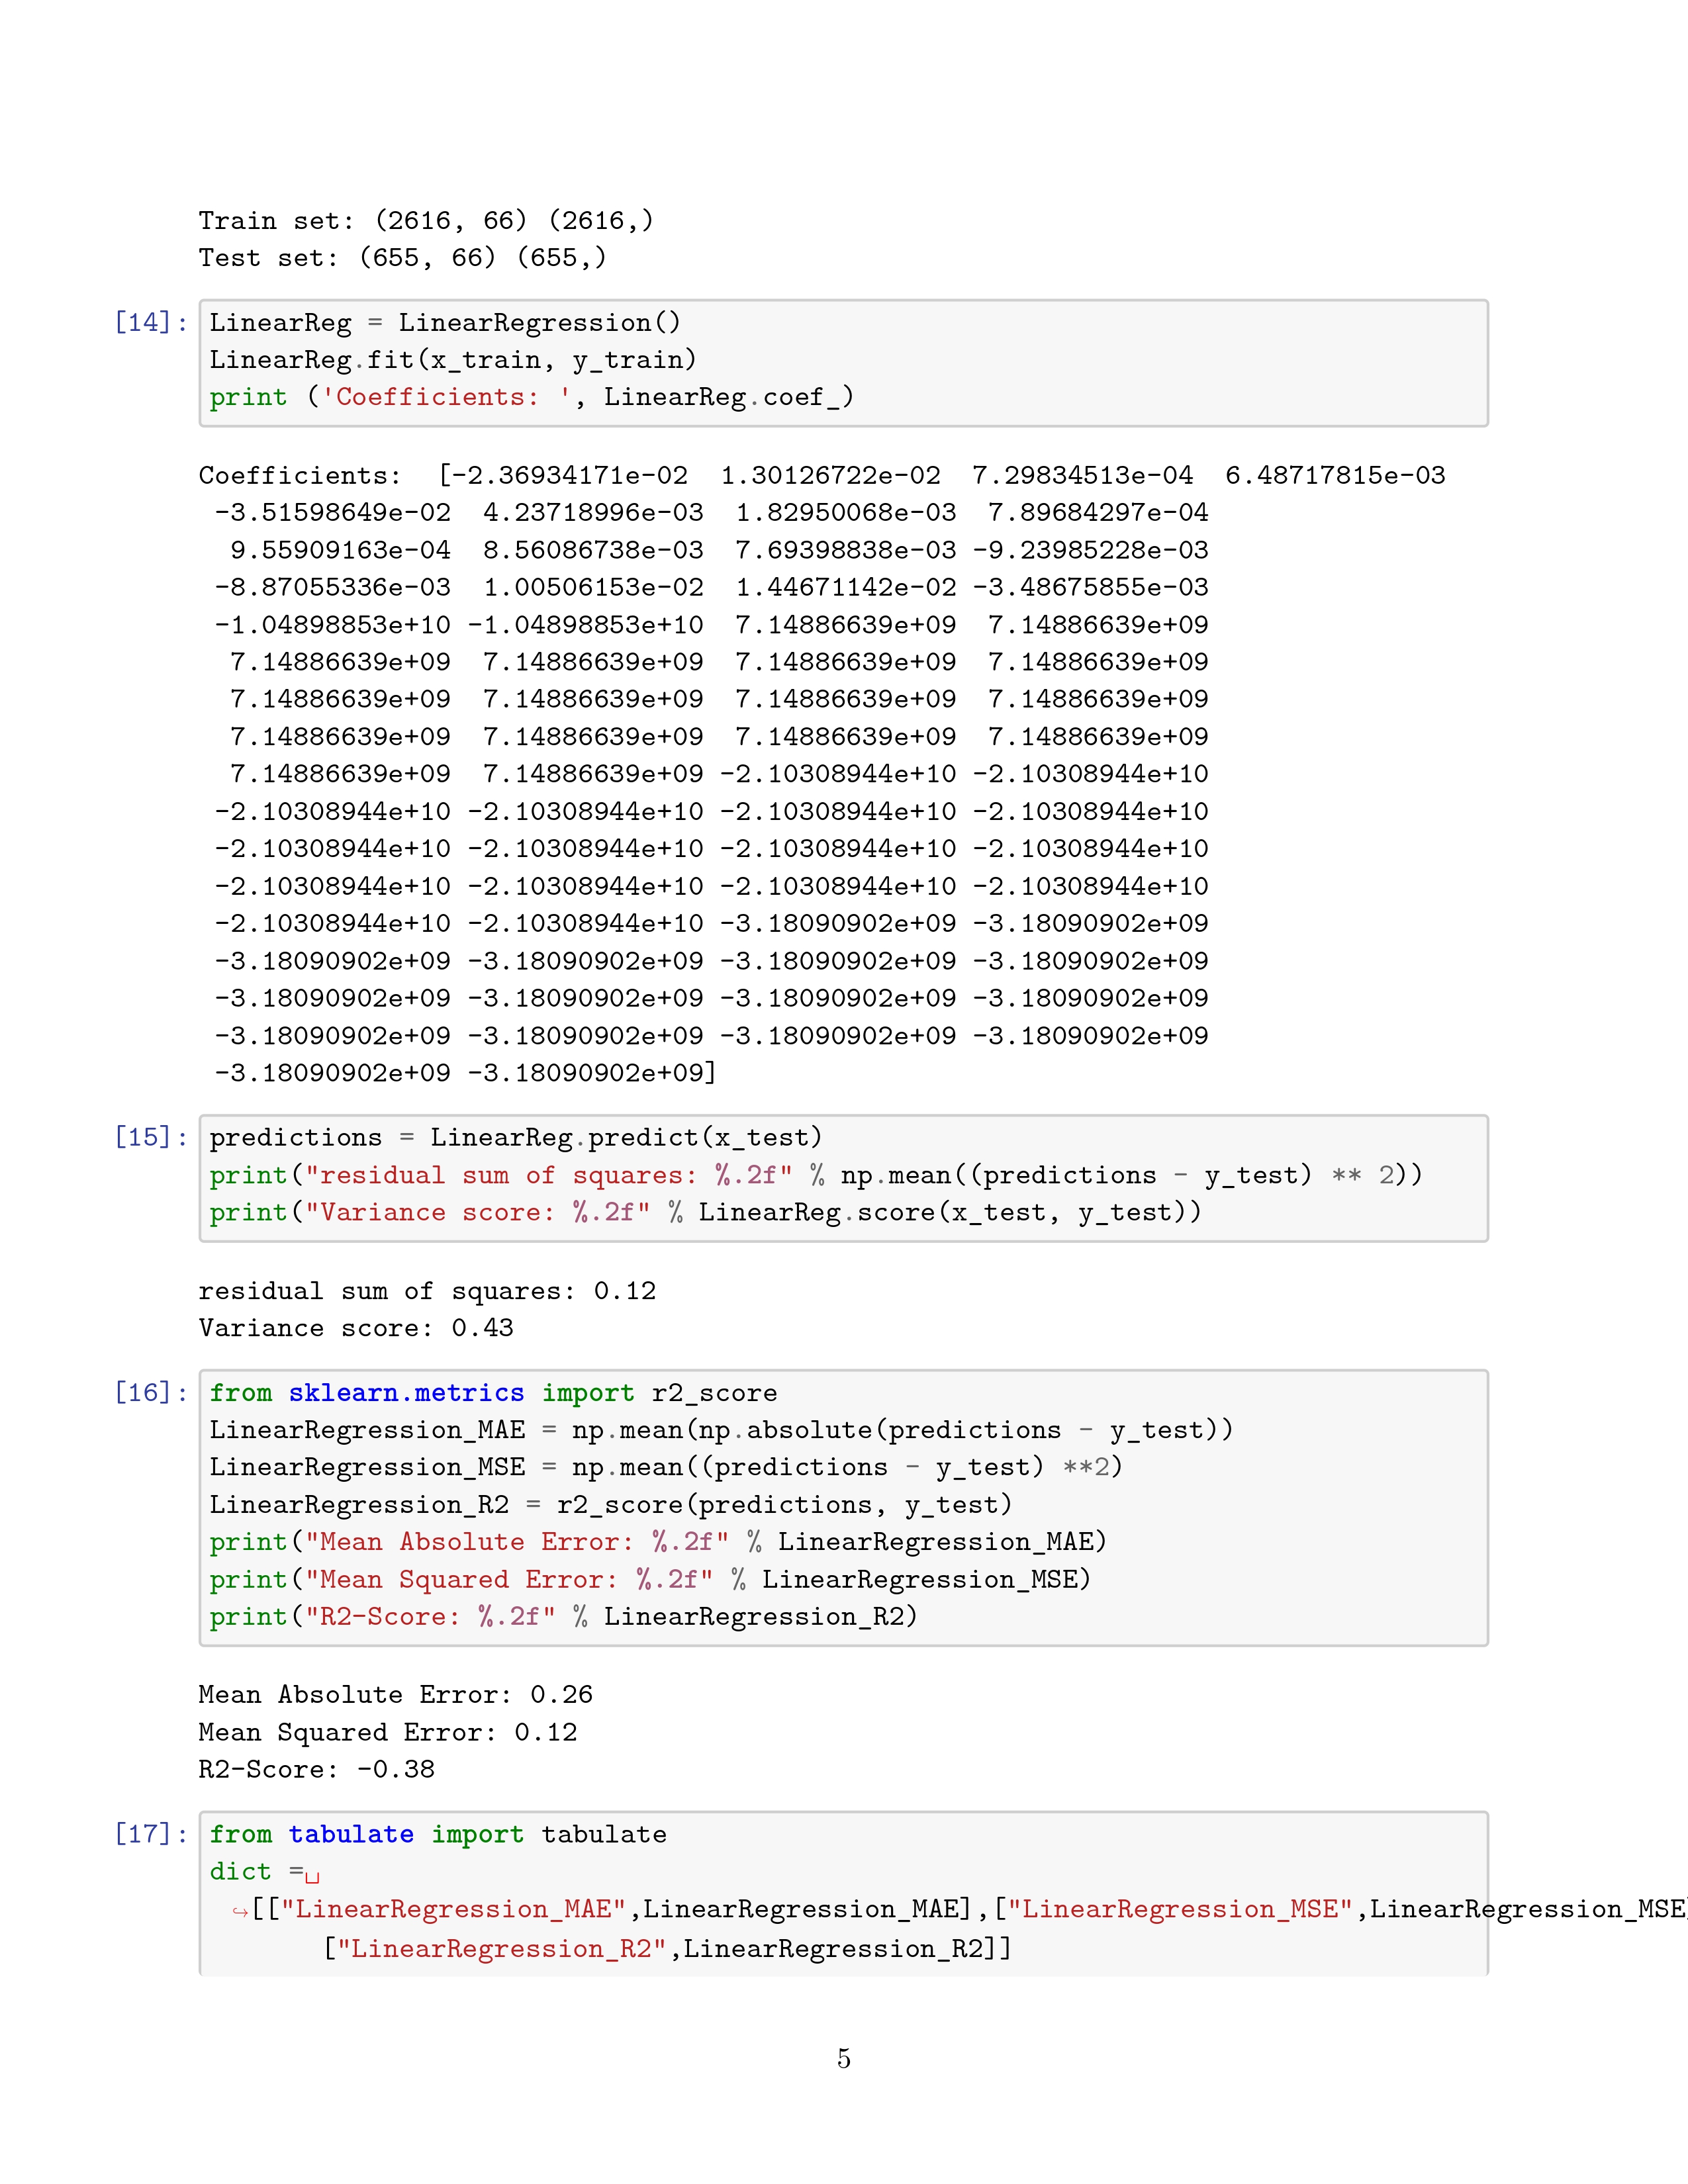 Train set: (2616, 66) (2616,)
Test set: (655, 66) (655,)
[14]: LinearReg = LinearRegression()
LinearReg.fit(x_train, y_train)
print ('Coefficients: ', LinearReg.coef_)
Coefficients:  [-2.36934171e-02  1.30126722e-02  7.29834513e-04  6.48717815e-03
 -3.51598649e-02  4.23718996e-03  1.82950068e-03  7.89684297e-04
  9.55909163e-04  8.56086738e-03  7.69398838e-03 -9.23985228e-03
 -8.87055336e-03  1.00506153e-02  1.44671142e-02 -3.48675855e-03
 -1.04898853e+10 -1.04898853e+10  7.14886639e+09  7.14886639e+09
  7.14886639e+09  7.14886639e+09  7.14886639e+09  7.14886639e+09
  7.14886639e+09  7.14886639e+09  7.14886639e+09  7.14886639e+09
  7.14886639e+09  7.14886639e+09  7.14886639e+09  7.14886639e+09
  7.14886639e+09  7.14886639e+09 -2.10308944e+10 -2.10308944e+10
 -2.10308944e+10 -2.10308944e+10 -2.10308944e+10 -2.10308944e+10
 -2.10308944e+10 -2.10308944e+10 -2.10308944e+10 -2.10308944e+10
 -2.10308944e+10 -2.10308944e+10 -2.10308944e+10 -2.10308944e+10
 -2.10308944e+10 -2.10308944e+10 -3.18090902e+09 -3.18090902e+09
 -3.18090902e+09 -3.18090902e+09 -3.18090902e+09 -3.18090902e+09
 -3.18090902e+09 -3.18090902e+09 -3.18090902e+09 -3.18090902e+09
 -3.18090902e+09 -3.18090902e+09 -3.18090902e+09 -3.18090902e+09
 -3.18090902e+09 -3.18090902e+09]
[15]: predictions = LinearReg.predict(x_test)
print("residual sum of squares: %.2f" % np.mean((predictions - y_test) ** 2))
print("Variance score: %.2f" % LinearReg.score(x_test, y_test))
residual sum of squares: 0.12
Variance score: 0.43
[16]: from sklearn.metrics import r2_score
LinearRegression_MAE = np.mean(np.absolute(predictions - y_test))
LinearRegression_MSE = np.mean((predictions - y_test) **2)
LinearRegression_R2 = r2_score(predictions, y_test)
print("Mean Absolute Error: %.2f" % LinearRegression_MAE)
print("Mean Squared Error: %.2f" % LinearRegression_MSE)
print("R2-Score: %.2f" % LinearRegression_R2)
Mean Absolute Error: 0.26
Mean Squared Error: 0.12
R2-Score: -0.38
[17]: from tabulate import tabulate
dict =␣
↪[["LinearRegression_MAE",LinearRegression_MAE],["LinearRegression_MSE",LinearRegression_MSE]
["LinearRegression_R2",LinearRegression_R2]]
5